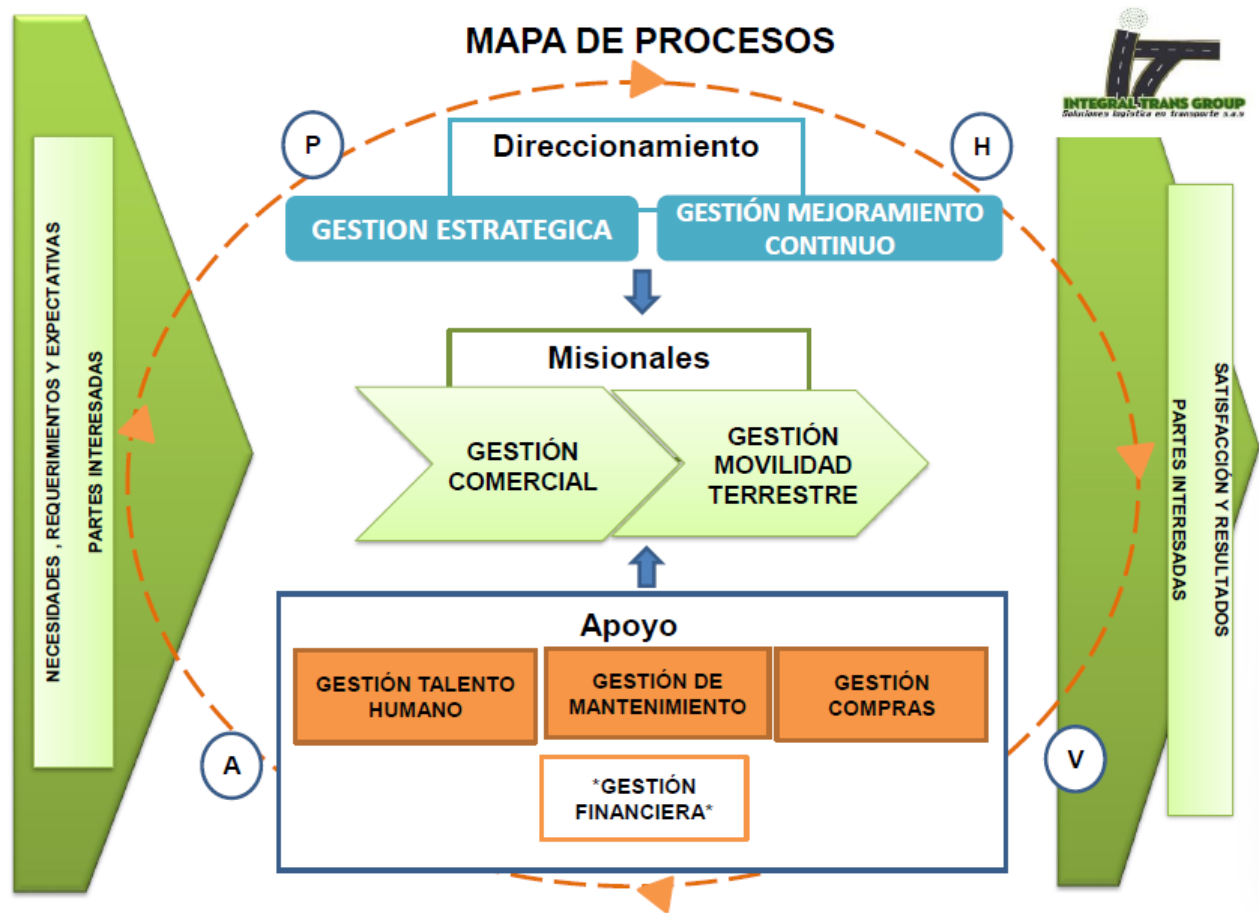 MAPA DE PROCESOS
INTEGRAL TRANS GROUP
Soluciones logística en transporte s.a.s
P
H
Direccionamiento
GESTION ESTRATEGICA
GESTIÓN MEJORAMIENTO
CONTINUO
NECESIDADES , REQUERIMIENTOS Y EXPECTATIVAS
PARTES INTERESADAS
Misionales
GESTIÓN
COMERCIAL
GESTIÓN
MOVILIDAD
TERRESTRE
SATISFACCIÓN Y RESULTADOS
PARTES INTERESADAS
Apoyo
GESTIÓN TALENTO
HUMANO
GESTIÓN DE
MANTENIMIENTO
GESTIÓN
COMPRAS
A
V
*GESTIÓN
FINANCIERA*